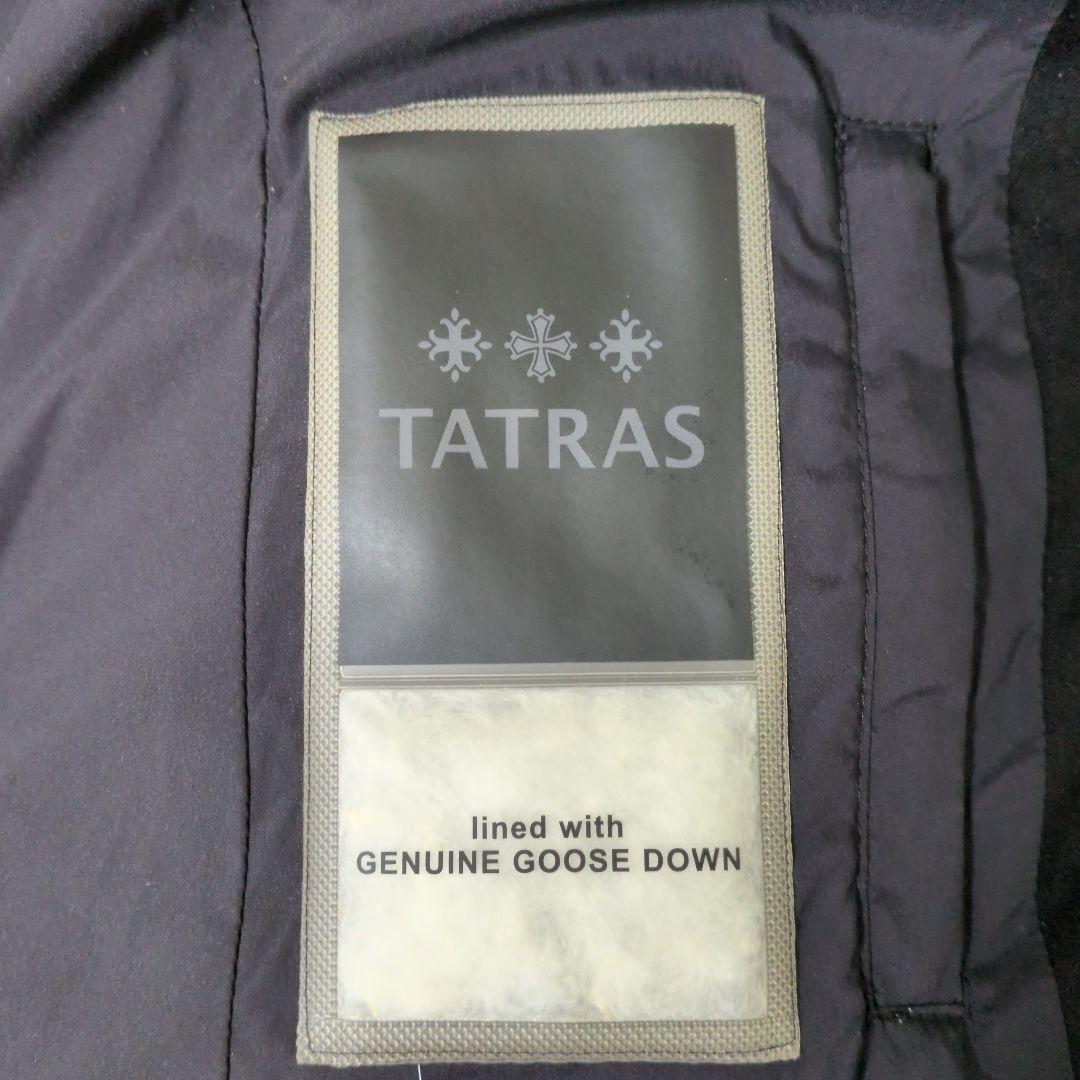 TATRAS
lined with
GENUINE GOOSE DOWN